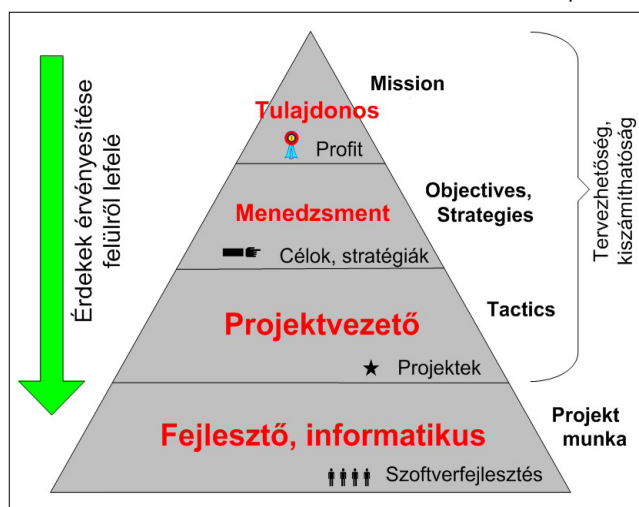 Érdekek érvényesítése
felülről lefelé
Mission
Tulajdonos
Profit
Objectives,
Strategies
Menedzsment
Célok, stratégiák
Tactics
Projektvezető
Projektek
Projekt
munka
Fejlesztő, informatikus
Szoftverfejlesztés
Tervezhetőség,
kiszámíthatóság